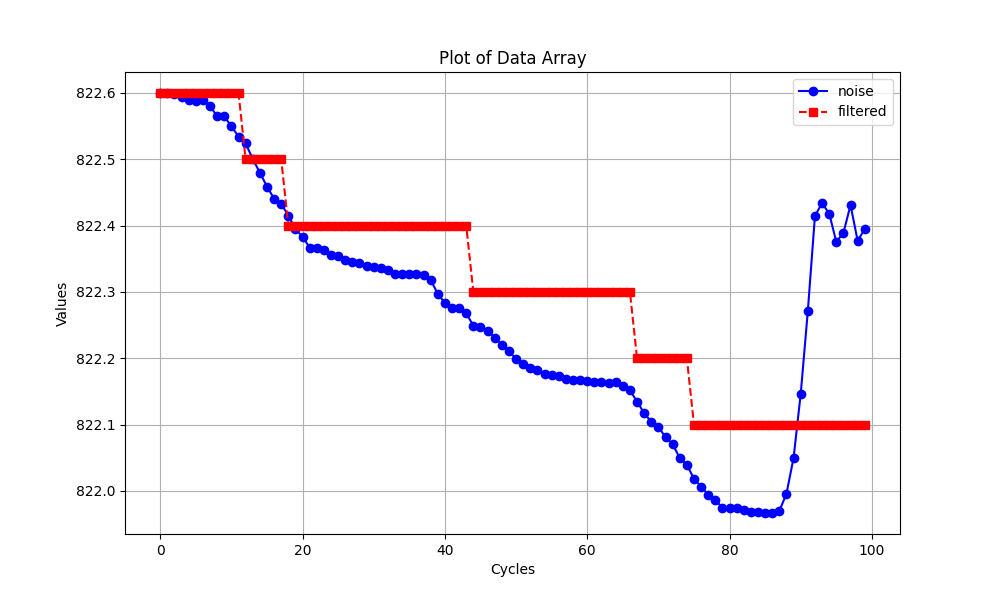 Plot of Data Array
noise
filtered
822.6
822.5
822.4
822.3
822.2
822.1
822.0
Values
0 20 40 60 80 100
Cycles